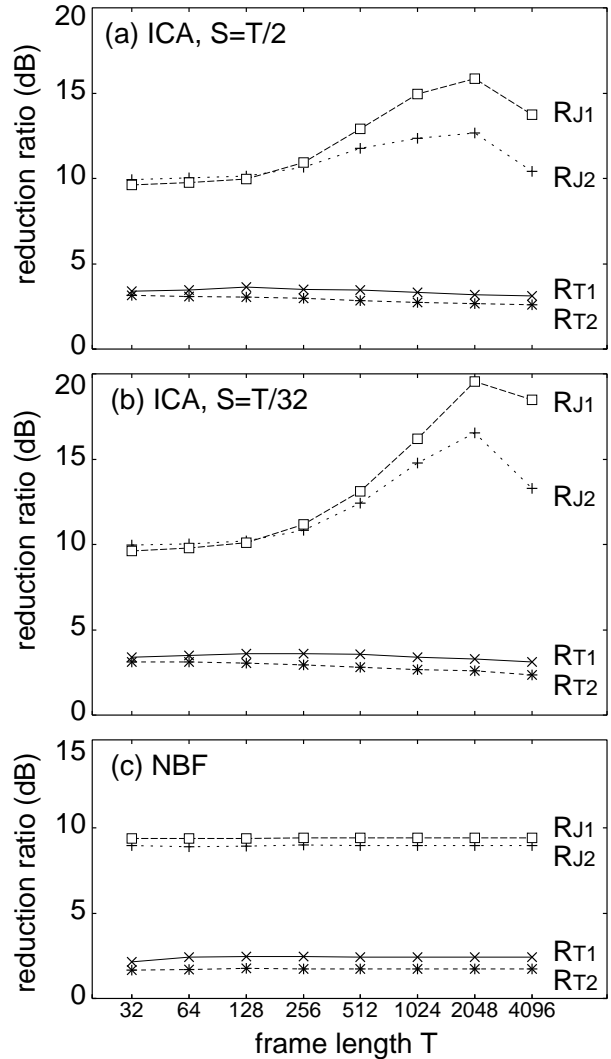 (a) ICA, S=T/2
reduction ratio (dB)
20
15
10
5
0
RJ1
RJ2
RT1
RT2
(b) ICA, S=T/32
reduction ratio (dB)
20
15
10
5
0
RJ1
RJ2
RT1
RT2
(c) NBF
reduction ratio (dB)
15
10
5
0
RJ1
RJ2
RT1
RT2
32 64 128 256 512 1024 2048 4096
frame length T